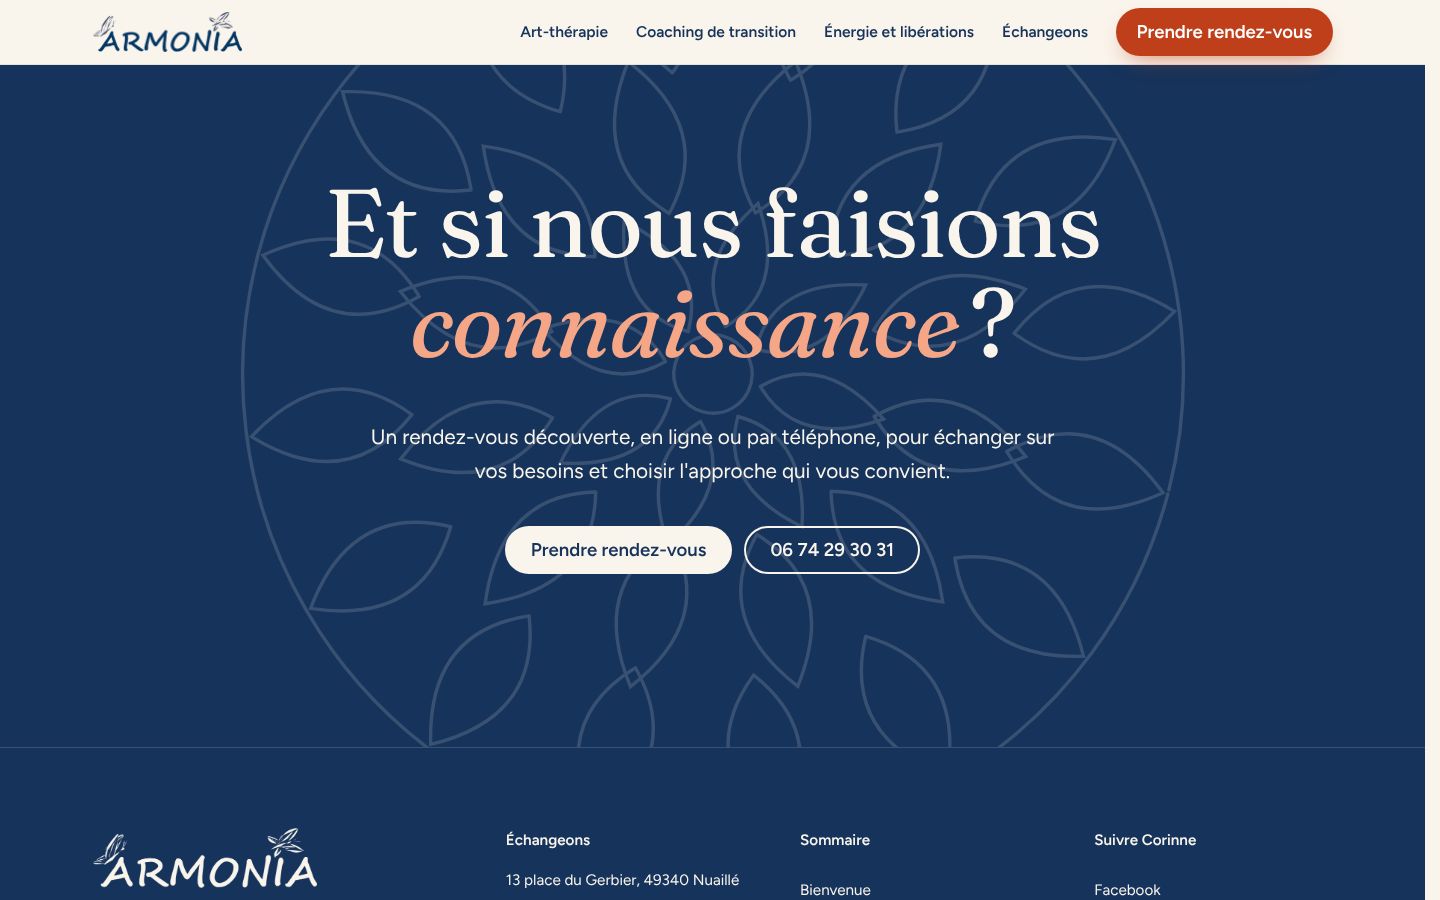 ARMONIA
Art-thérapie
Coaching de transition
Énergie et libérations
Échangeons
Prendre rendez-vous
Et si nous faisions
connaissance ?
Un rendez-vous découverte, en ligne ou par téléphone, pour échanger sur
vos besoins et choisir l'approche qui vous convient.
Prendre rendez-vous
06 74 29 30 31
ARMONIA
Échangeons
13 place du Gerbier, 49340 Nuaillé
Sommaire
Bienvenue
Suivre Corinne
Facebook